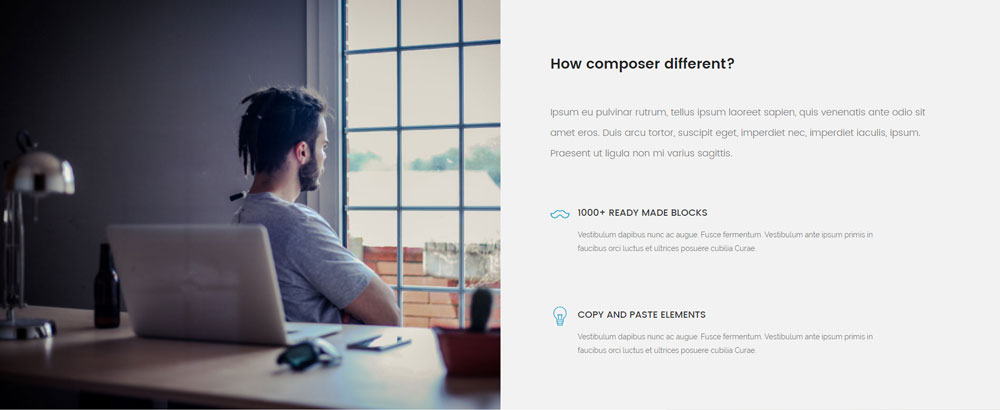 How composer different?
Ipsum eu pulvinar rutrum, tellus ipsum laoreet sapien, quis venenatis ante odio sit
amet eros. Duis arcu tortor, suscipit eget, imperdiet nec, imperdiet iaculis, ipsum.
Praesent ut ligula non mi varius sagittis.
1000+ READY MADE BLOCKS
Vestibulum dapibus nunc ac augue. Fusce fermentum. Vestibulum ante ipsum primis in
faucibus orci luctus et ultrices posuere cubilia Curae.
COPY AND PASTE ELEMENTS
Vestibulum dapibus nunc ac augue. Fusce fermentum. Vestibulum ante ipsum primis in
faucibus orci luctus et ultrices posuere cubilia Curae.